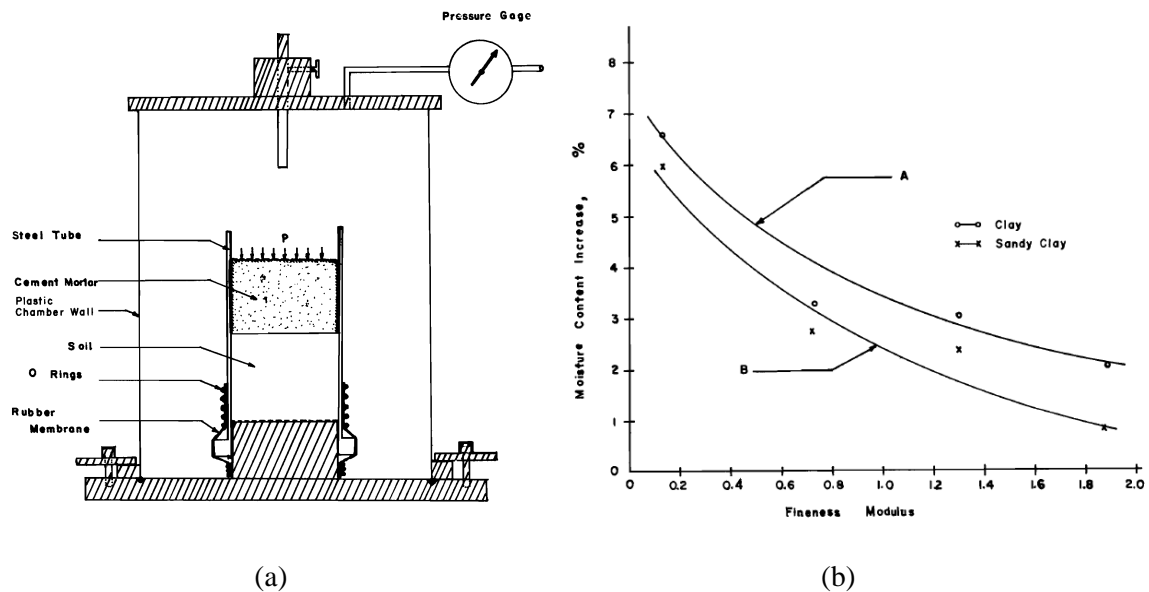 Pressure Gage
Steel Tube
P
Cement Mortar
Plastic
Chamber Wall
Soil
O Rings
Rubber
Membrane
(a)
Moisture Content Increase, %
8
7
6
5
4
3
2
1
0
0
0.2
0.4
0.6
0.8
1.0
1.2
1.4
1.6
1.8
2.0
Fineness Modulus
A
B
o—o Clay
x—x Sandy Clay
(b)